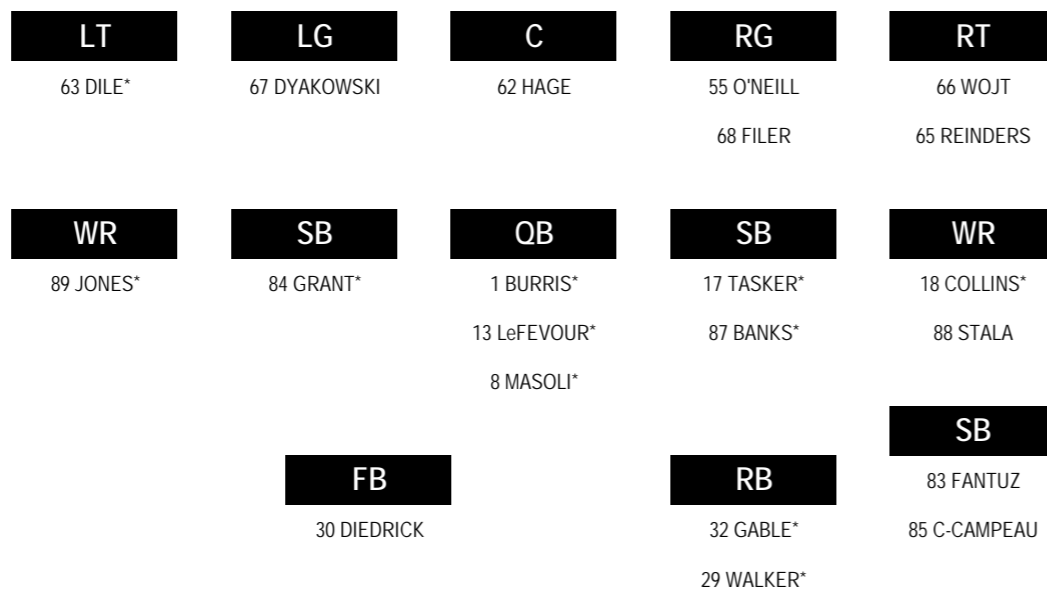 LT LG C RG RT
63 DILE* 67 DYAKOWSKI 62 HAGE 55 O'NEILL 66 WOJT
68 FILER 65 REINDERS
WR SB QB SB WR
89 JONES* 84 GRANT* 1 BURRIS* 17 TASKER* 18 COLLINS*
13 LeFEVOUR* 87 BANKS* 88 STALA
8 MASOLI*
SB
FB RB 83 FANTUZ
30 DIEDRICK 32 GABLE* 85 C-CAMPEAU
29 WALKER*